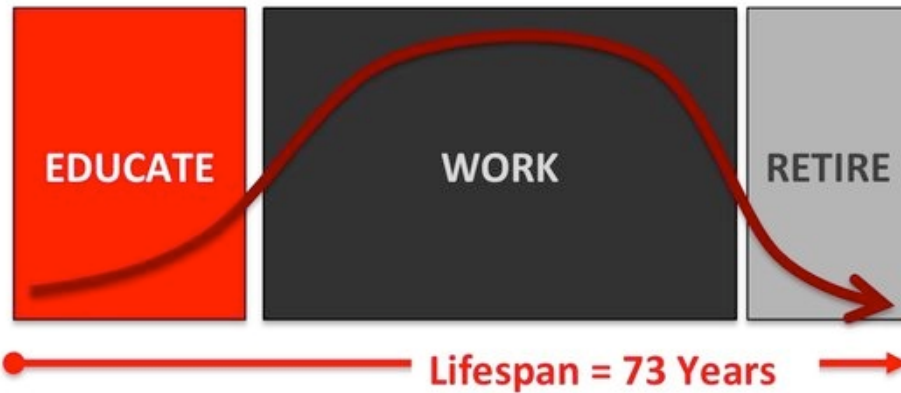 EDUCATE WORK RETIRE
Lifespan = 73 Years